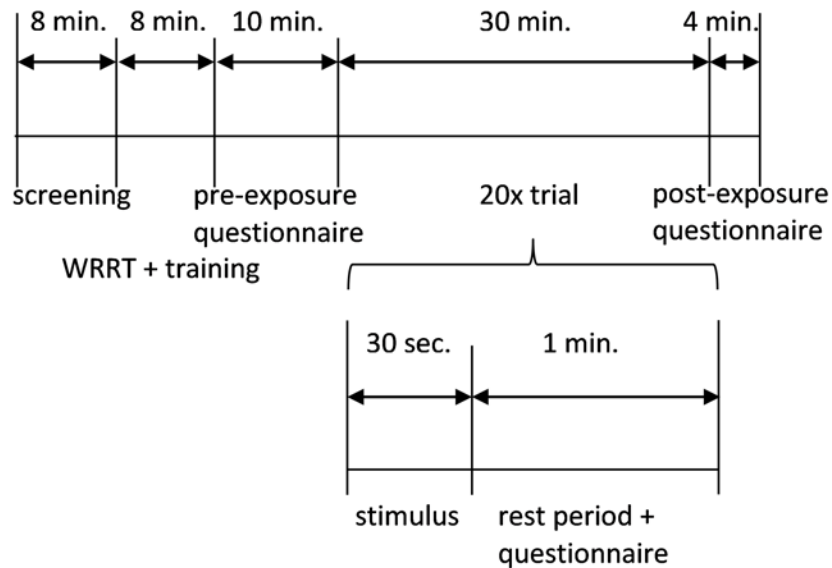 8 min.
8 min.
10 min.
30 min.
4 min.
screening
pre-exposure
questionnaire
WRRT + training
20x trial
post-exposure
questionnaire
30 sec.
1 min.
stimulus
rest period +
questionnaire